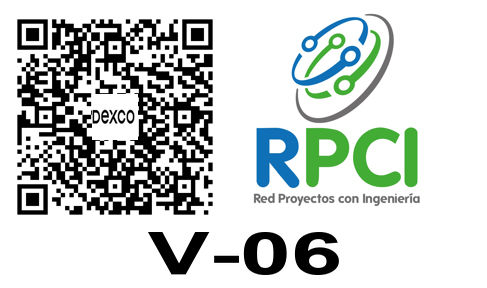 Dexco
RPCI
Red Proyectos con Ingeniería
V-06